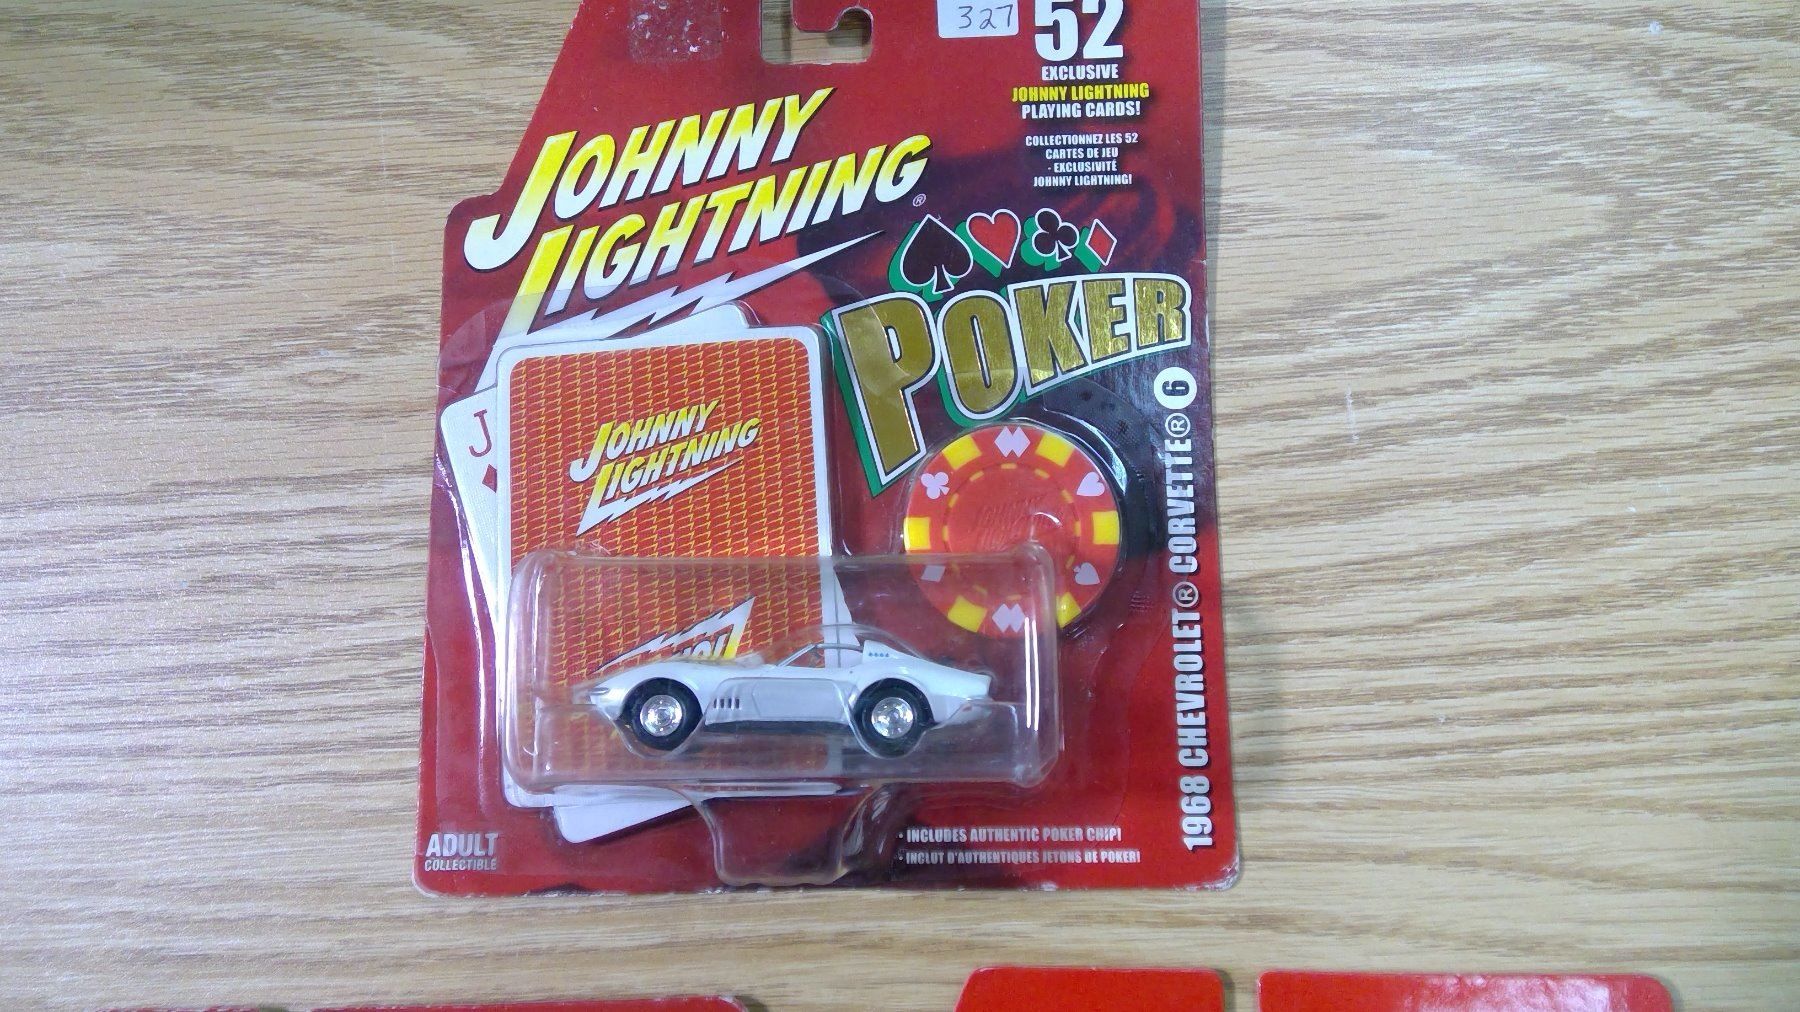 327
52
EXCLUSIVE
JOHNNY LIGHTNING
PLAYING CARDS!
COLLECTIONNEZ LES 52
CARTES DE JEU
- EXCLUSIVITÉ
JOHNNY LIGHTNING!
JOHNNY
LIGHTNING®
POKER
J
JOHNNY
LIGHTNING
1968 CHEVROLET® CORVETTE® 6
ADULT
COLLECTIBLE
• INCLUDES AUTHENTIC POKER CHIP!
• INCLUT D'AUTHENTIQUES JETONS DE POKER!